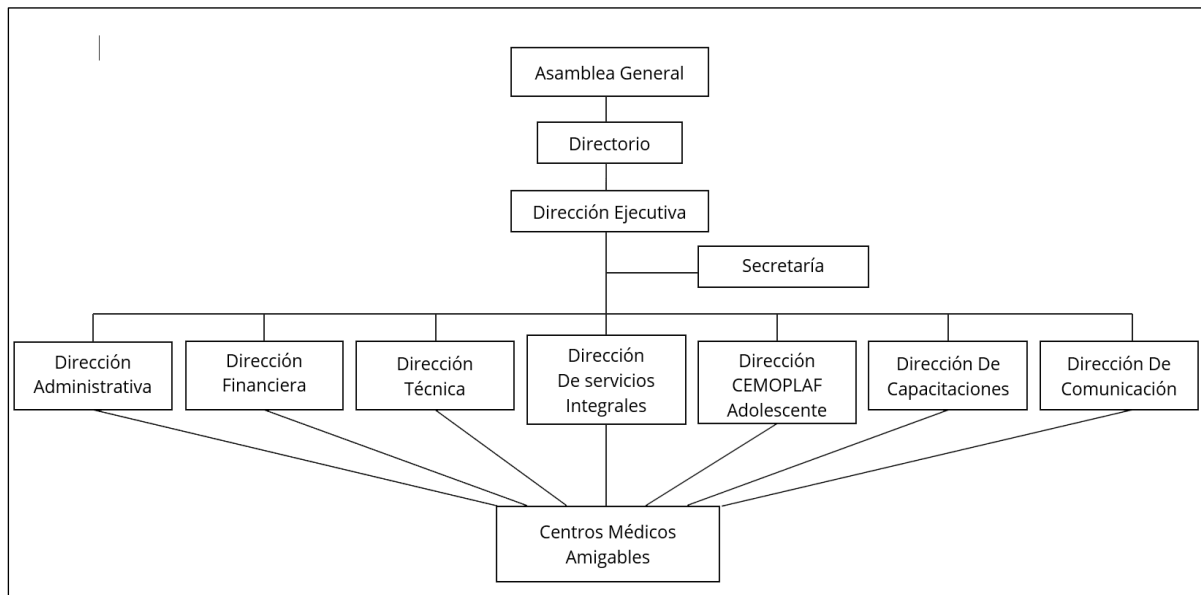 Asamblea General
Directorio
Dirección Ejecutiva
Secretaría
Dirección
Administrativa
Dirección
Financiera
Dirección
Técnica
Dirección
De servicios
Integrales
Dirección
CEMOPLAF
Adolescente
Dirección De
Capacitaciones
Dirección De
Comunicación
Centros Médicos
Amigables